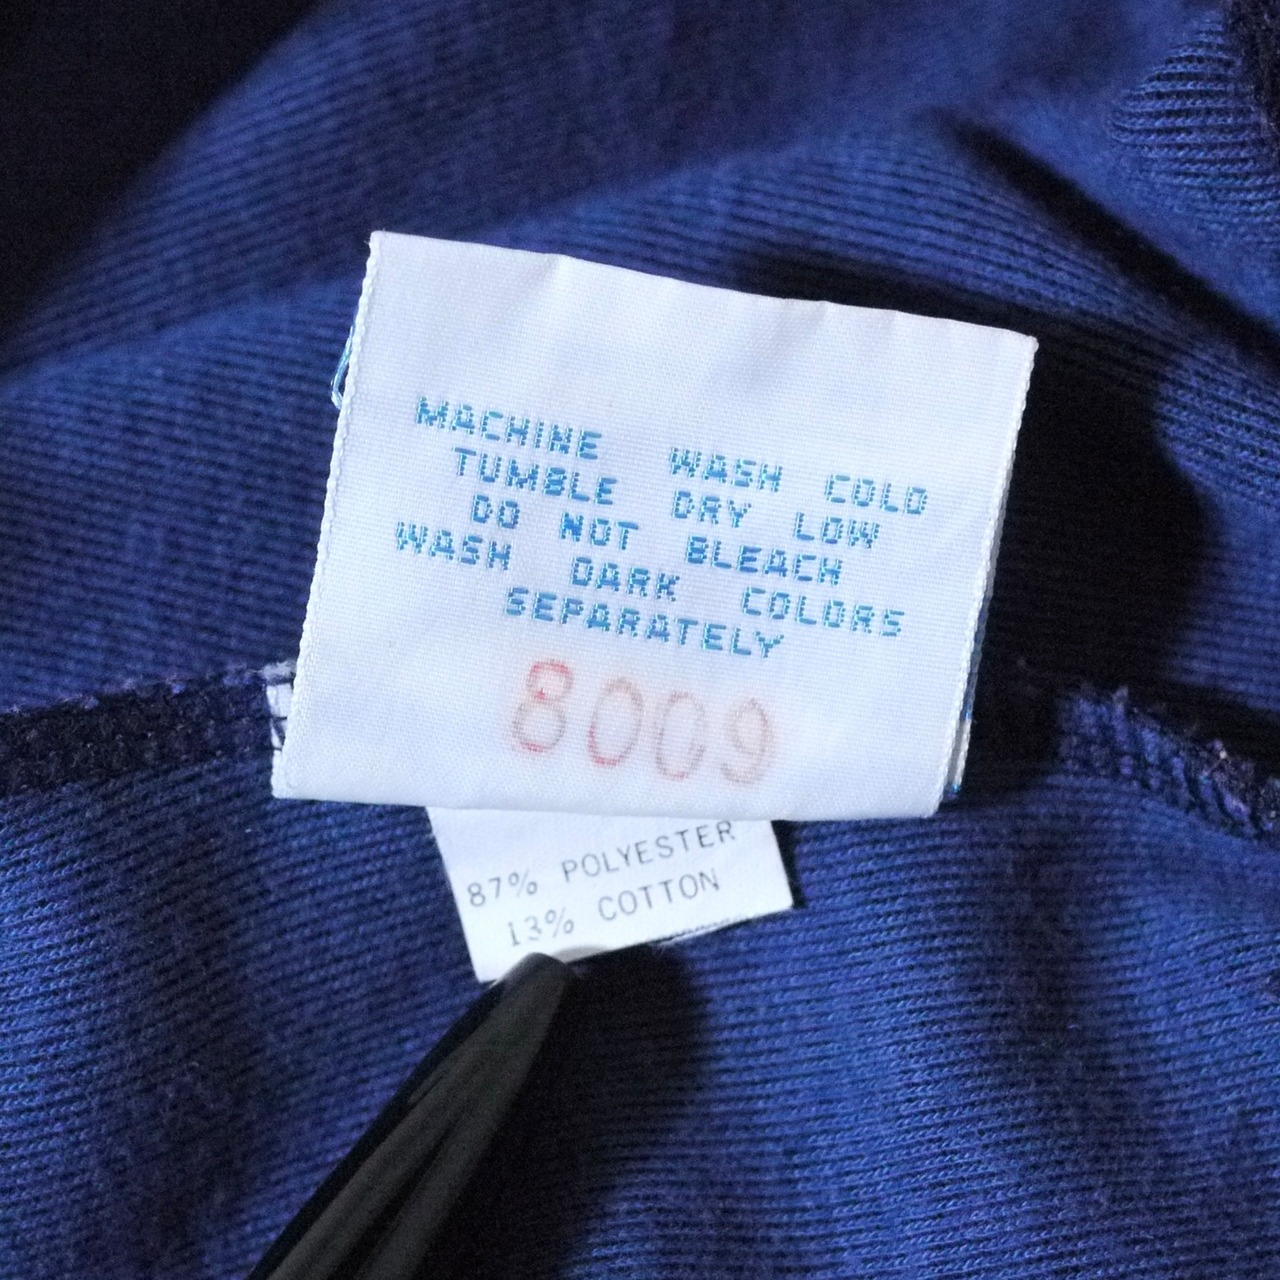 MACHINE WASH COLD
TUMBLE DRY LOW
DO NOT BLEACH
WASH DARK COLORS
SEPARATELY
8009
87% POLYESTER
13% COTTON